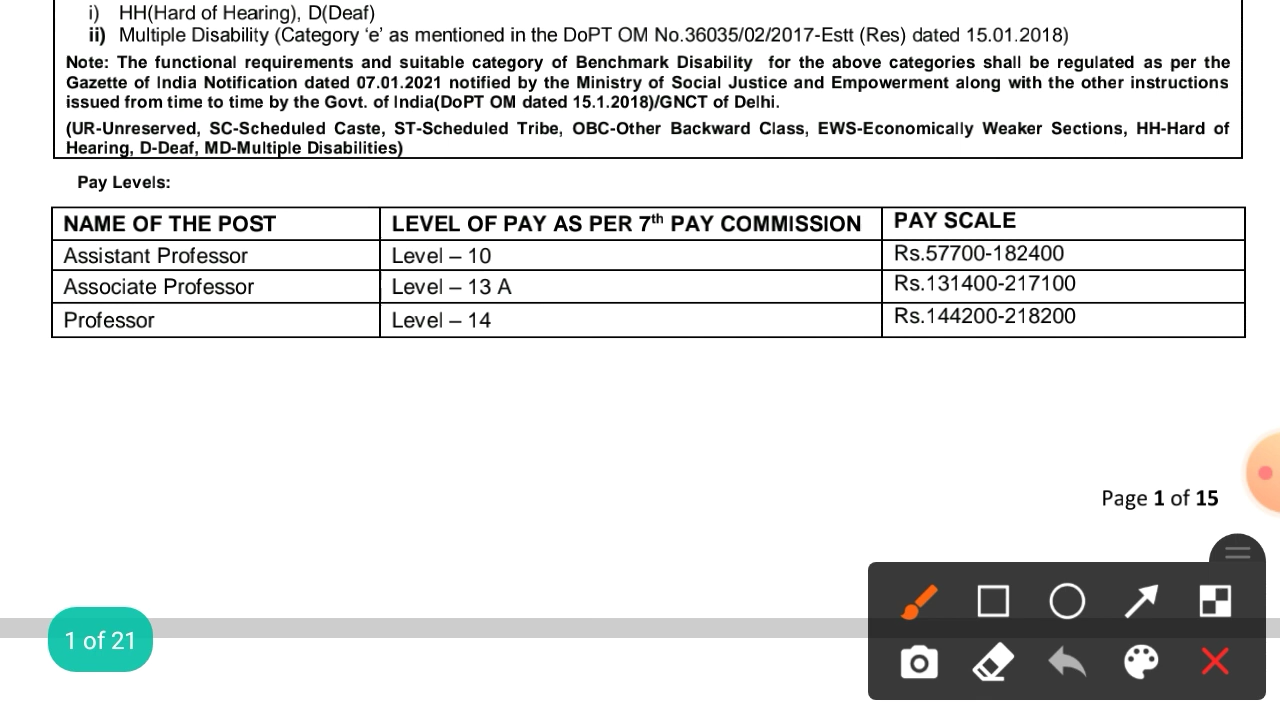 i) HH(Hard of Hearing), D(Deaf)
ii) Multiple Disability (Category ‘e’ as mentioned in the DoPT OM No.36035/02/2017-Estt (Res) dated 15.01.2018)
Note: The functional requirements and suitable category of Benchmark Disability for the above categories shall be regulated as per the
Gazette of India Notification dated 07.01.2021 notified by the Ministry of Social Justice and Empowerment along with the other instructions
issued from time to time by the Govt. of India(DoPT OM dated 15.1.2018)/GNCT of Delhi.
(UR-Unreserved, SC-Scheduled Caste, ST-Scheduled Tribe, OBC-Other Backward Class, EWS-Economically Weaker Sections, HH-Hard of
Hearing, D-Deaf, MD-Multiple Disabilities)
Pay Levels:
NAME OF THE POST LEVEL OF PAY AS PER 7th PAY COMMISSION PAY SCALE
Assistant Professor Level – 10 Rs.57700-182400
Associate Professor Level – 13 A Rs.131400-217100
Professor Level – 14 Rs.144200-218200
Page 1 of 15
1 of 21